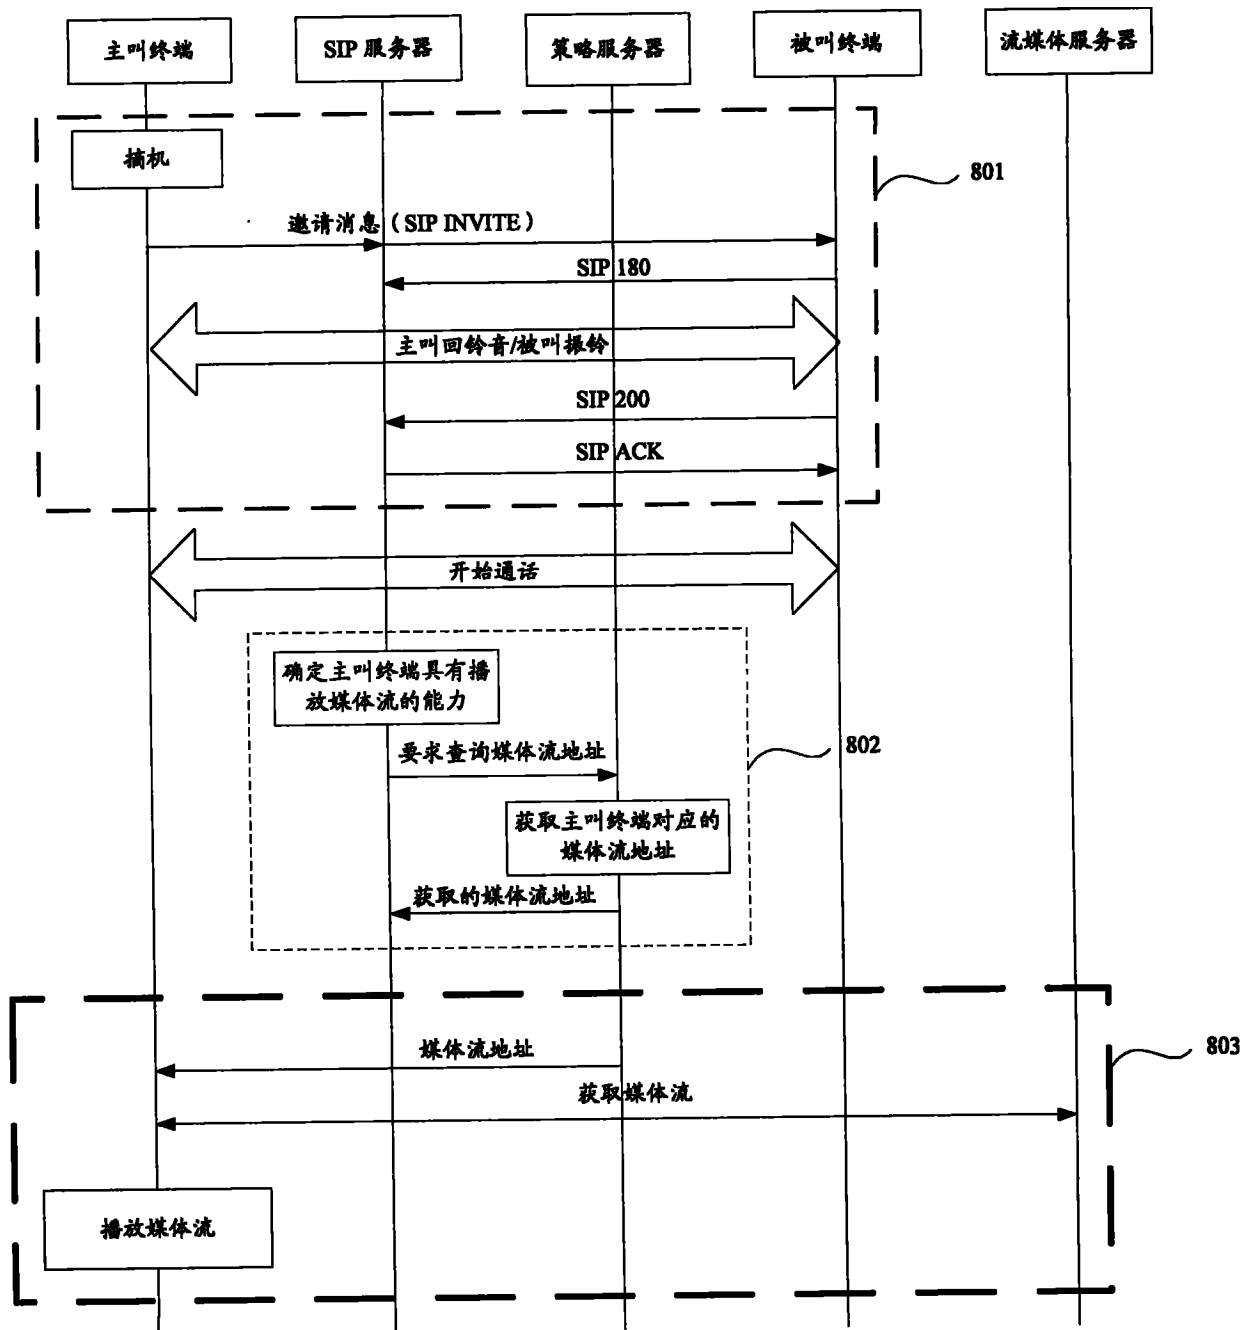 主叫终端
SIP 服务器
策略服务器
被叫终端
流媒体服务器
摘机
801
邀请消息（SIP INVITE）
SIP 180
主叫回铃音/被叫振铃
SIP 200
SIP ACK
开始通话
确定主叫终端具有播
放媒体流的能力
802
要求查询媒体流地址
获取主叫终端对应的
媒体流地址
获取的媒体流地址
803
媒体流地址
获取媒体流
播放媒体流